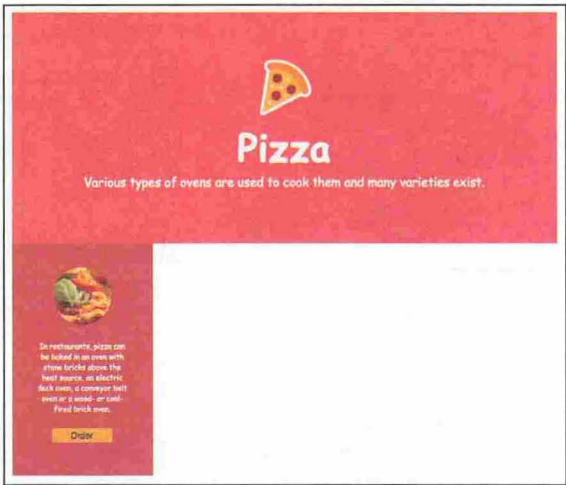 Pizza
Various types of ovens are used to cook them and many varieties exist.
In restaurants, pizza can
be baked in an oven with
stone bricks above the
heat source, an electric
deck oven, a conveyor belt
oven or a wood- or coal-
fired brick oven.
Order